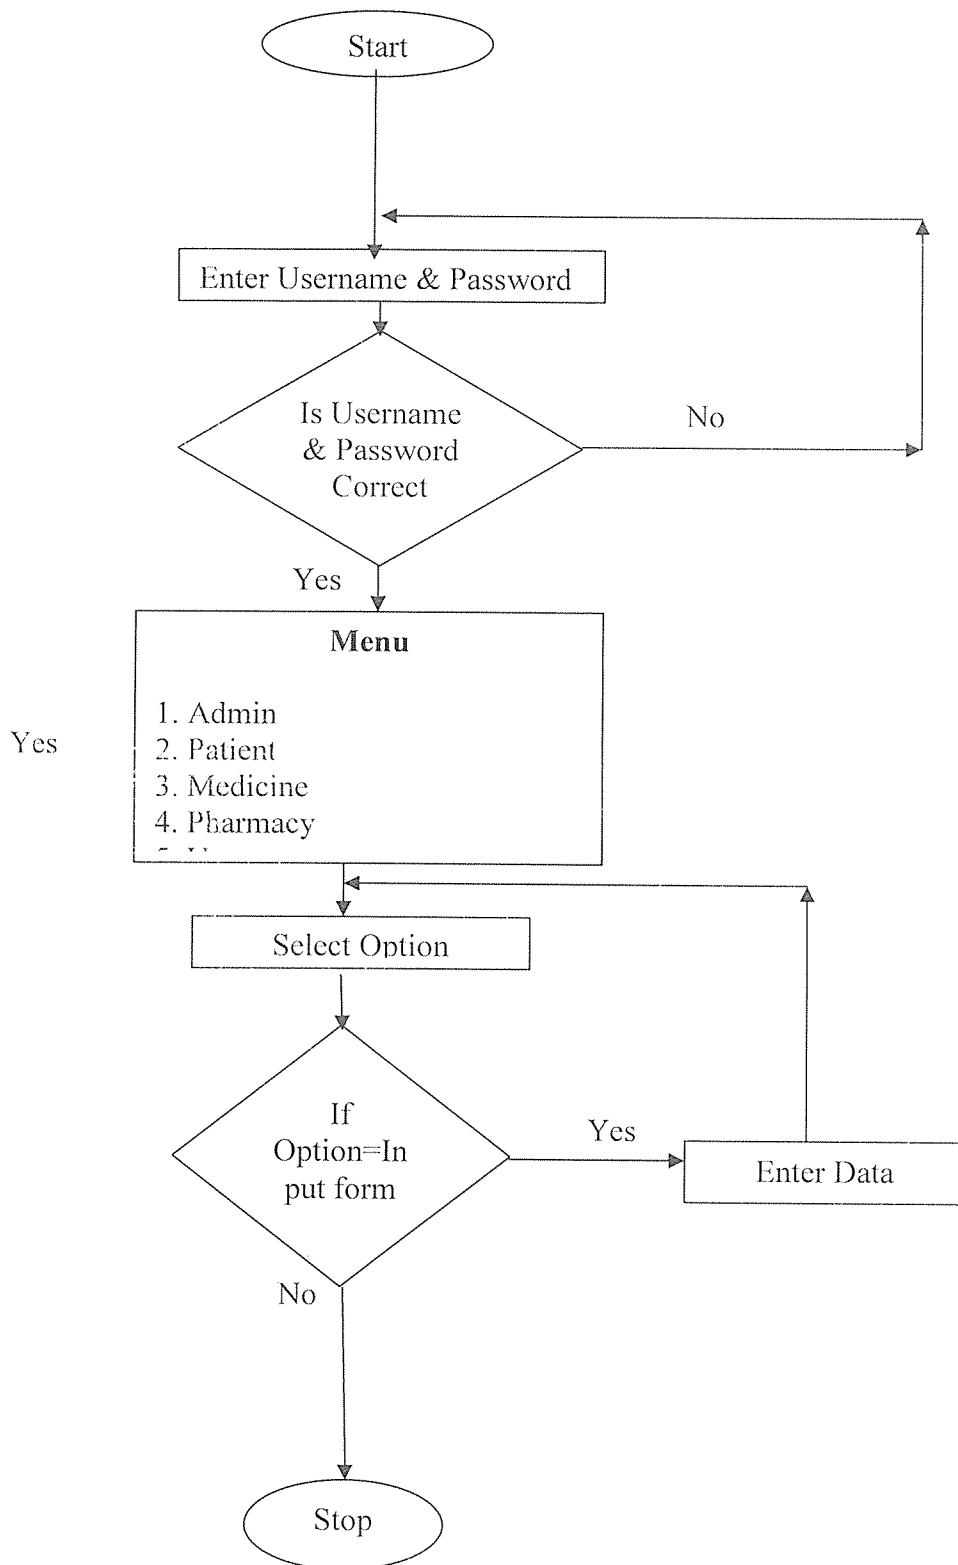 Start
Enter Username & Password
Is Username
& Password
Correct
No
Yes
Menu
1. Admin
2. Patient
3. Medicine
4. Pharmacy
Yes
Select Option
If
Option=In
put form
Yes
Enter Data
No
Stop